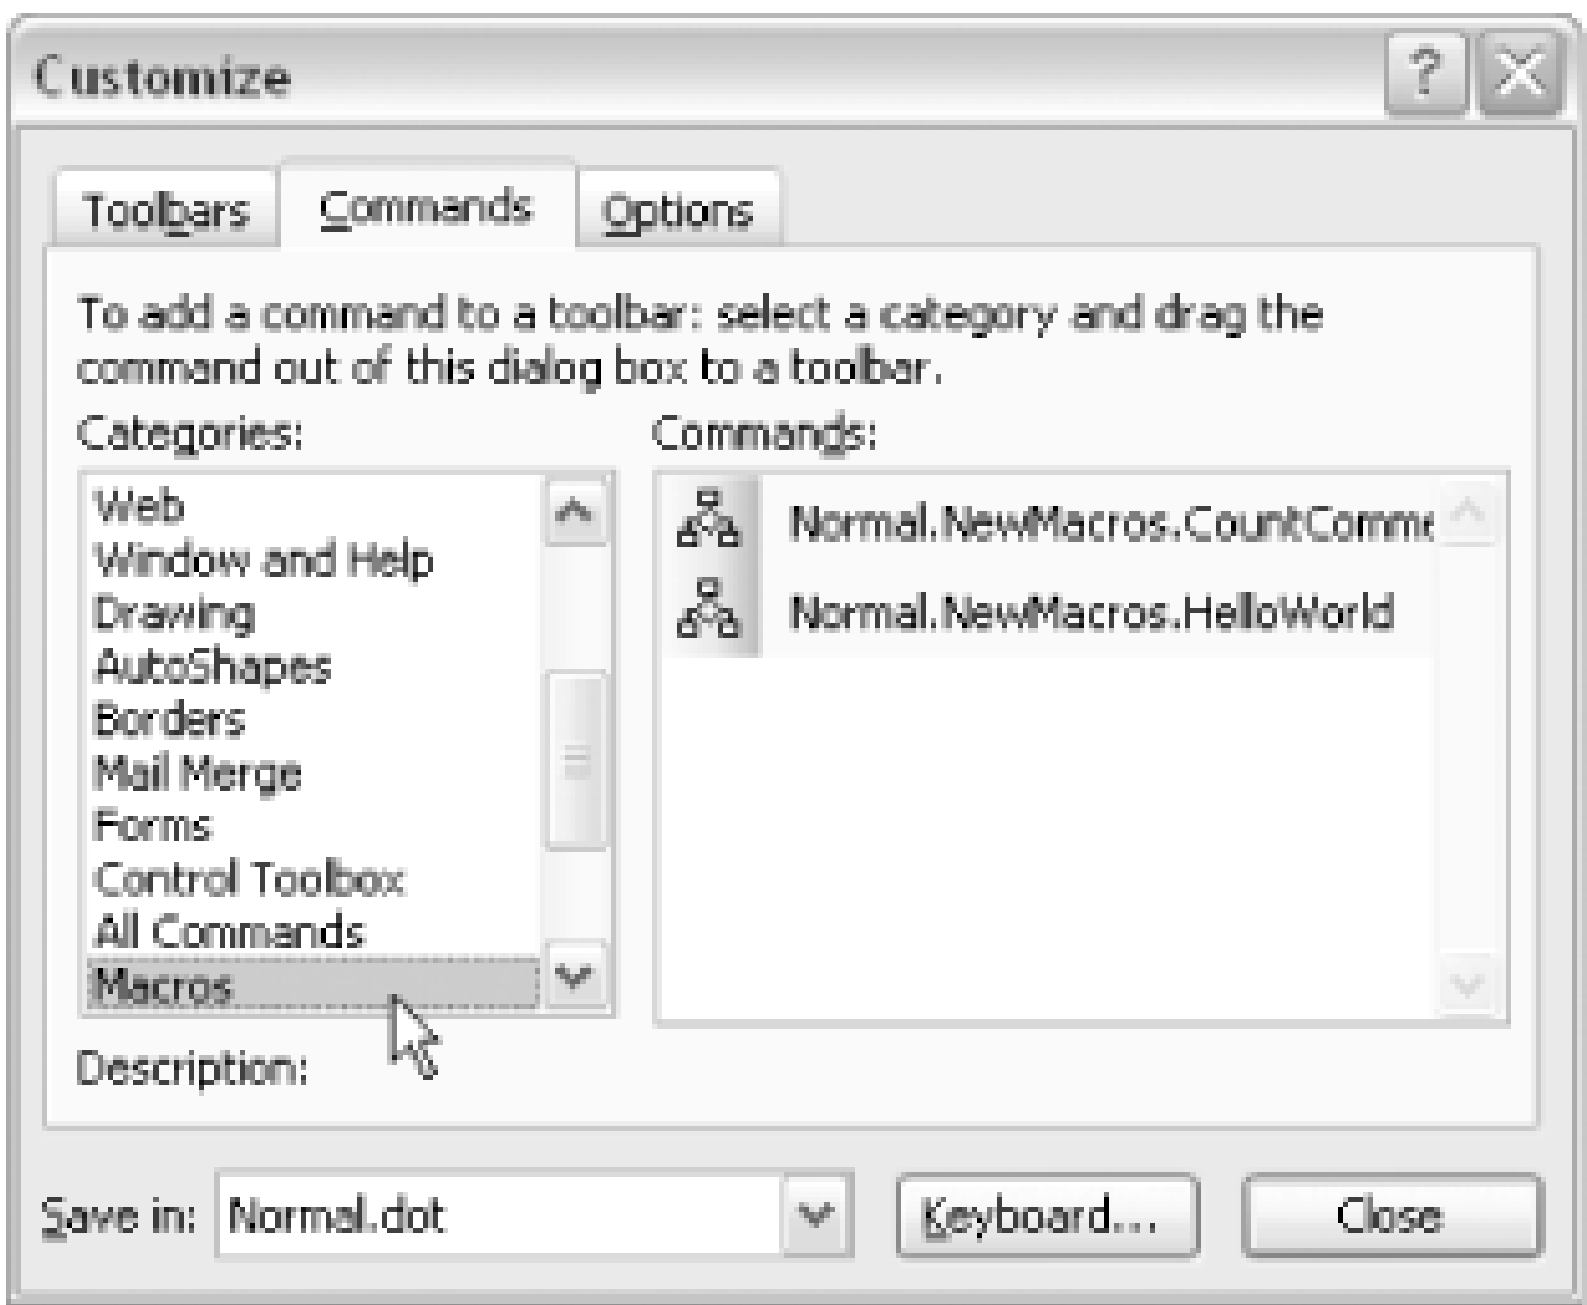 Customize
?
Toolbars Commands Options
To add a command to a toolbar: select a category and drag the
command out of this dialog box to a toolbar.
Categories:
Web
Window and Help
Drawing
AutoShapes
Borders
Mail Merge
Forms
Control Toolbox
All Commands
Macros
Commands:
Normal.NewMacros.CountComme
Normal.NewMacros.HelloWorld
Description:
Save in: Normal.dot Keyboard... Close